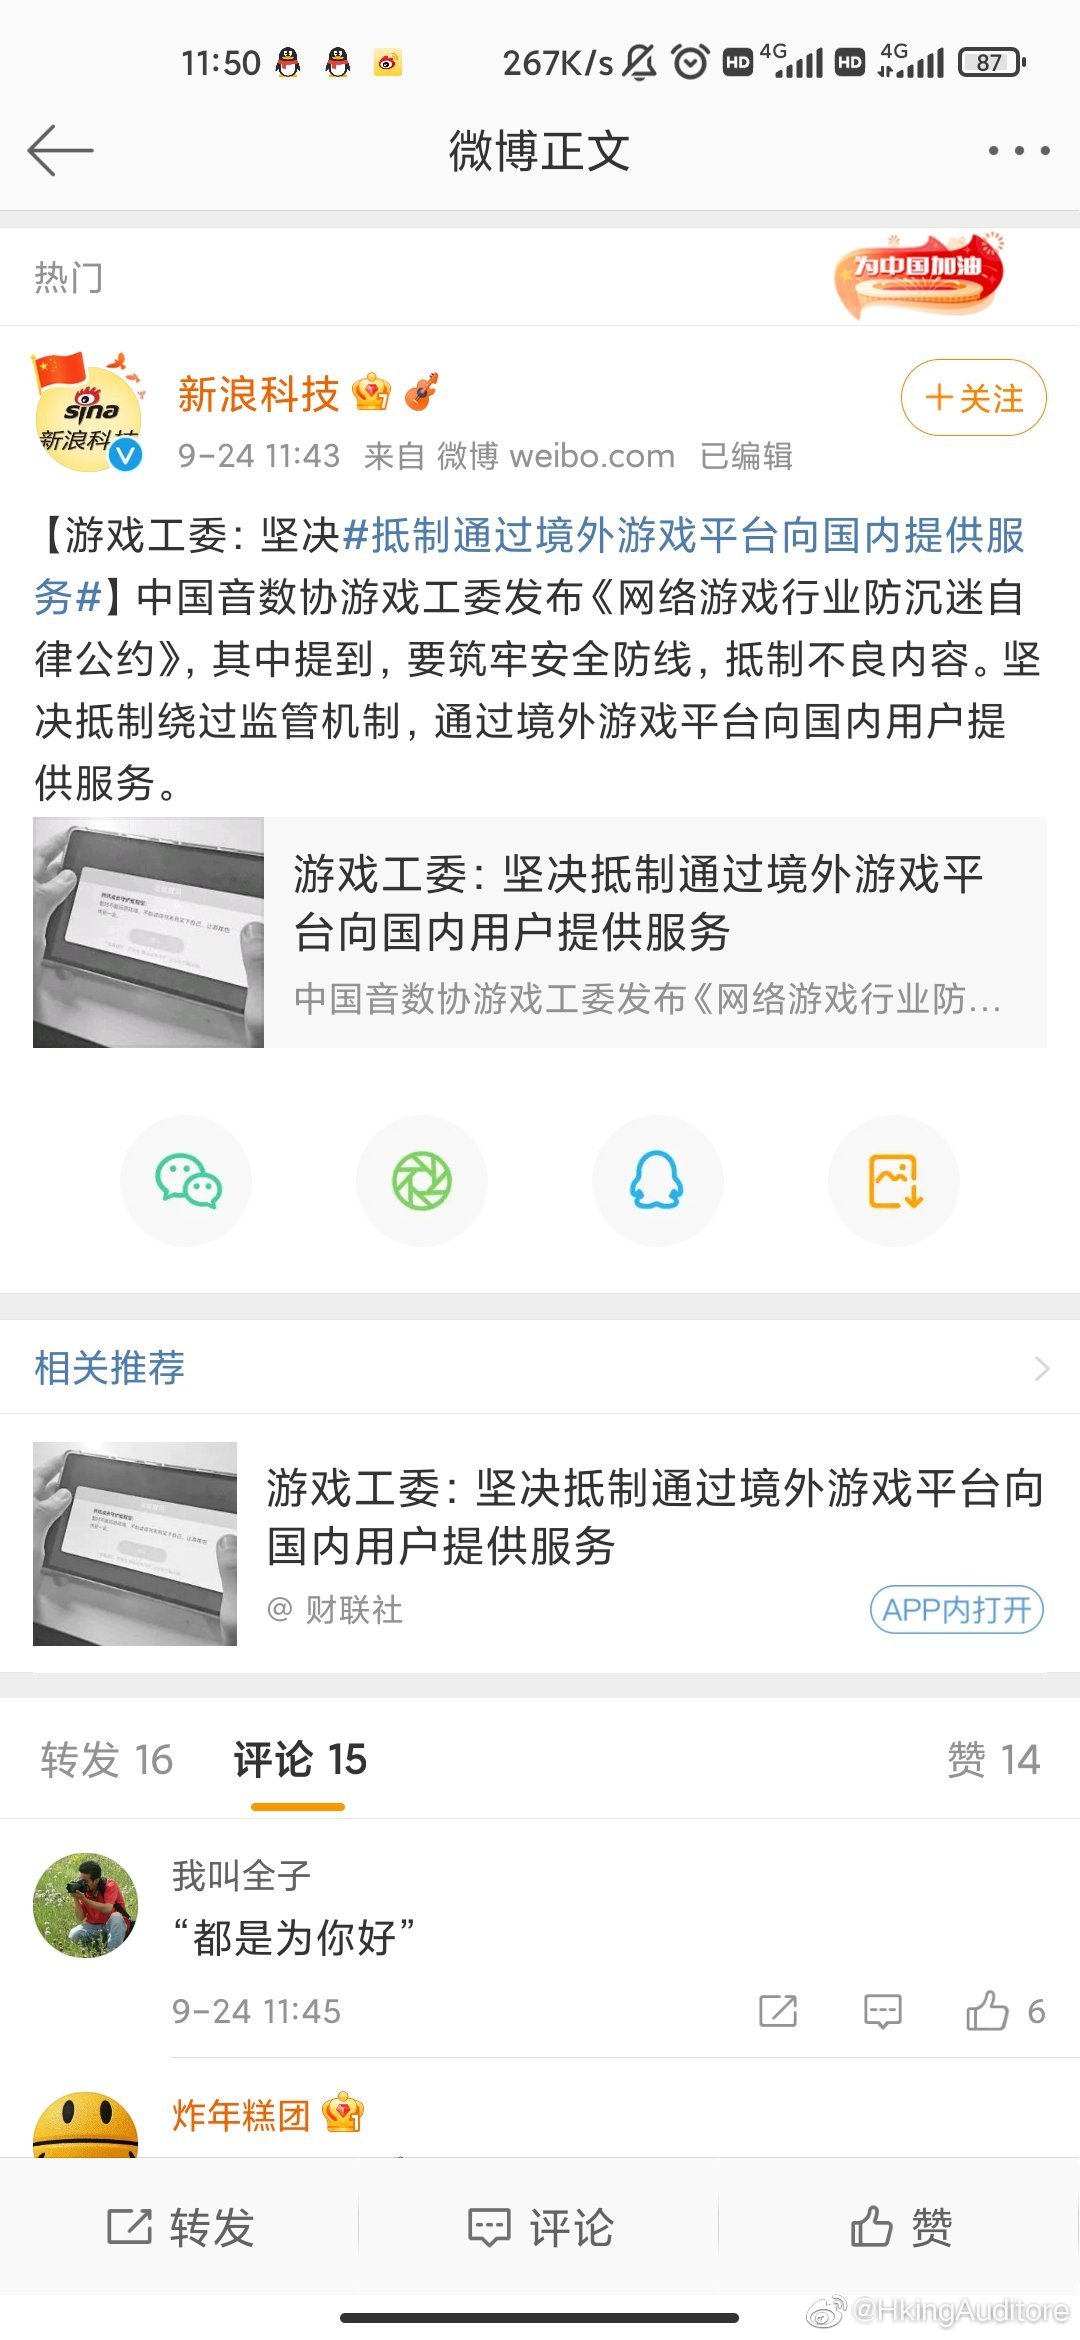 11:50 267K/s HD 4G HD 4G 87
微博正文
热门
为中国加油
sina
新浪科技
新浪科技
+关注
9-24 11:43 来自 微博 weibo.com 已编辑
【游戏工委：坚决#抵制通过境外游戏平台向国内提供服
务#】中国音数协游戏工委发布《网络游戏行业防沉迷自
律公约》，其中提到，要筑牢安全防线，抵制不良内容。坚
决抵制绕过监管机制，通过境外游戏平台向国内用户提
供服务。
游戏工委：坚决抵制通过境外游戏平
台向国内用户提供服务
中国音数协游戏工委发布《网络游戏行业防...
相关推荐
游戏工委：坚决抵制通过境外游戏平台向
国内用户提供服务
@ 财联社
APP内打开
转发 16 评论 15 赞 14
我叫全子
“都是为你好”
9-24 11:45 6
炸年糕团
转发 评论 赞
@HkingAuditore